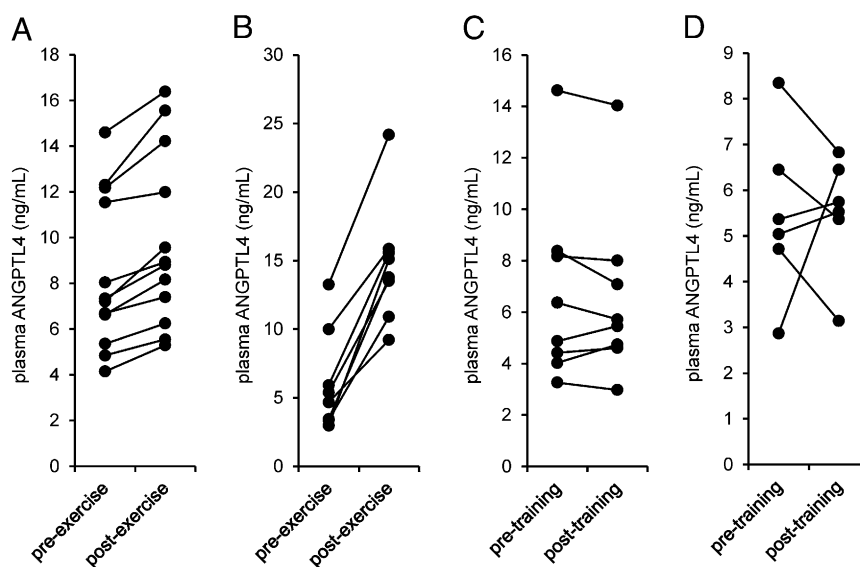 A
plasma ANGPTL4 (ng/mL)
18
16
14
12
10
8
6
4
2
0
pre-exercise
post-exercise
B
plasma ANGPTL4 (ng/mL)
30
25
20
15
10
5
0
pre-exercise
post-exercise
C
plasma ANGPTL4 (ng/mL)
16
14
12
10
8
6
4
2
0
pre-training
post-training
D
plasma ANGPTL4 (ng/mL)
9
8
7
6
5
4
3
2
1
0
pre-training
post-training